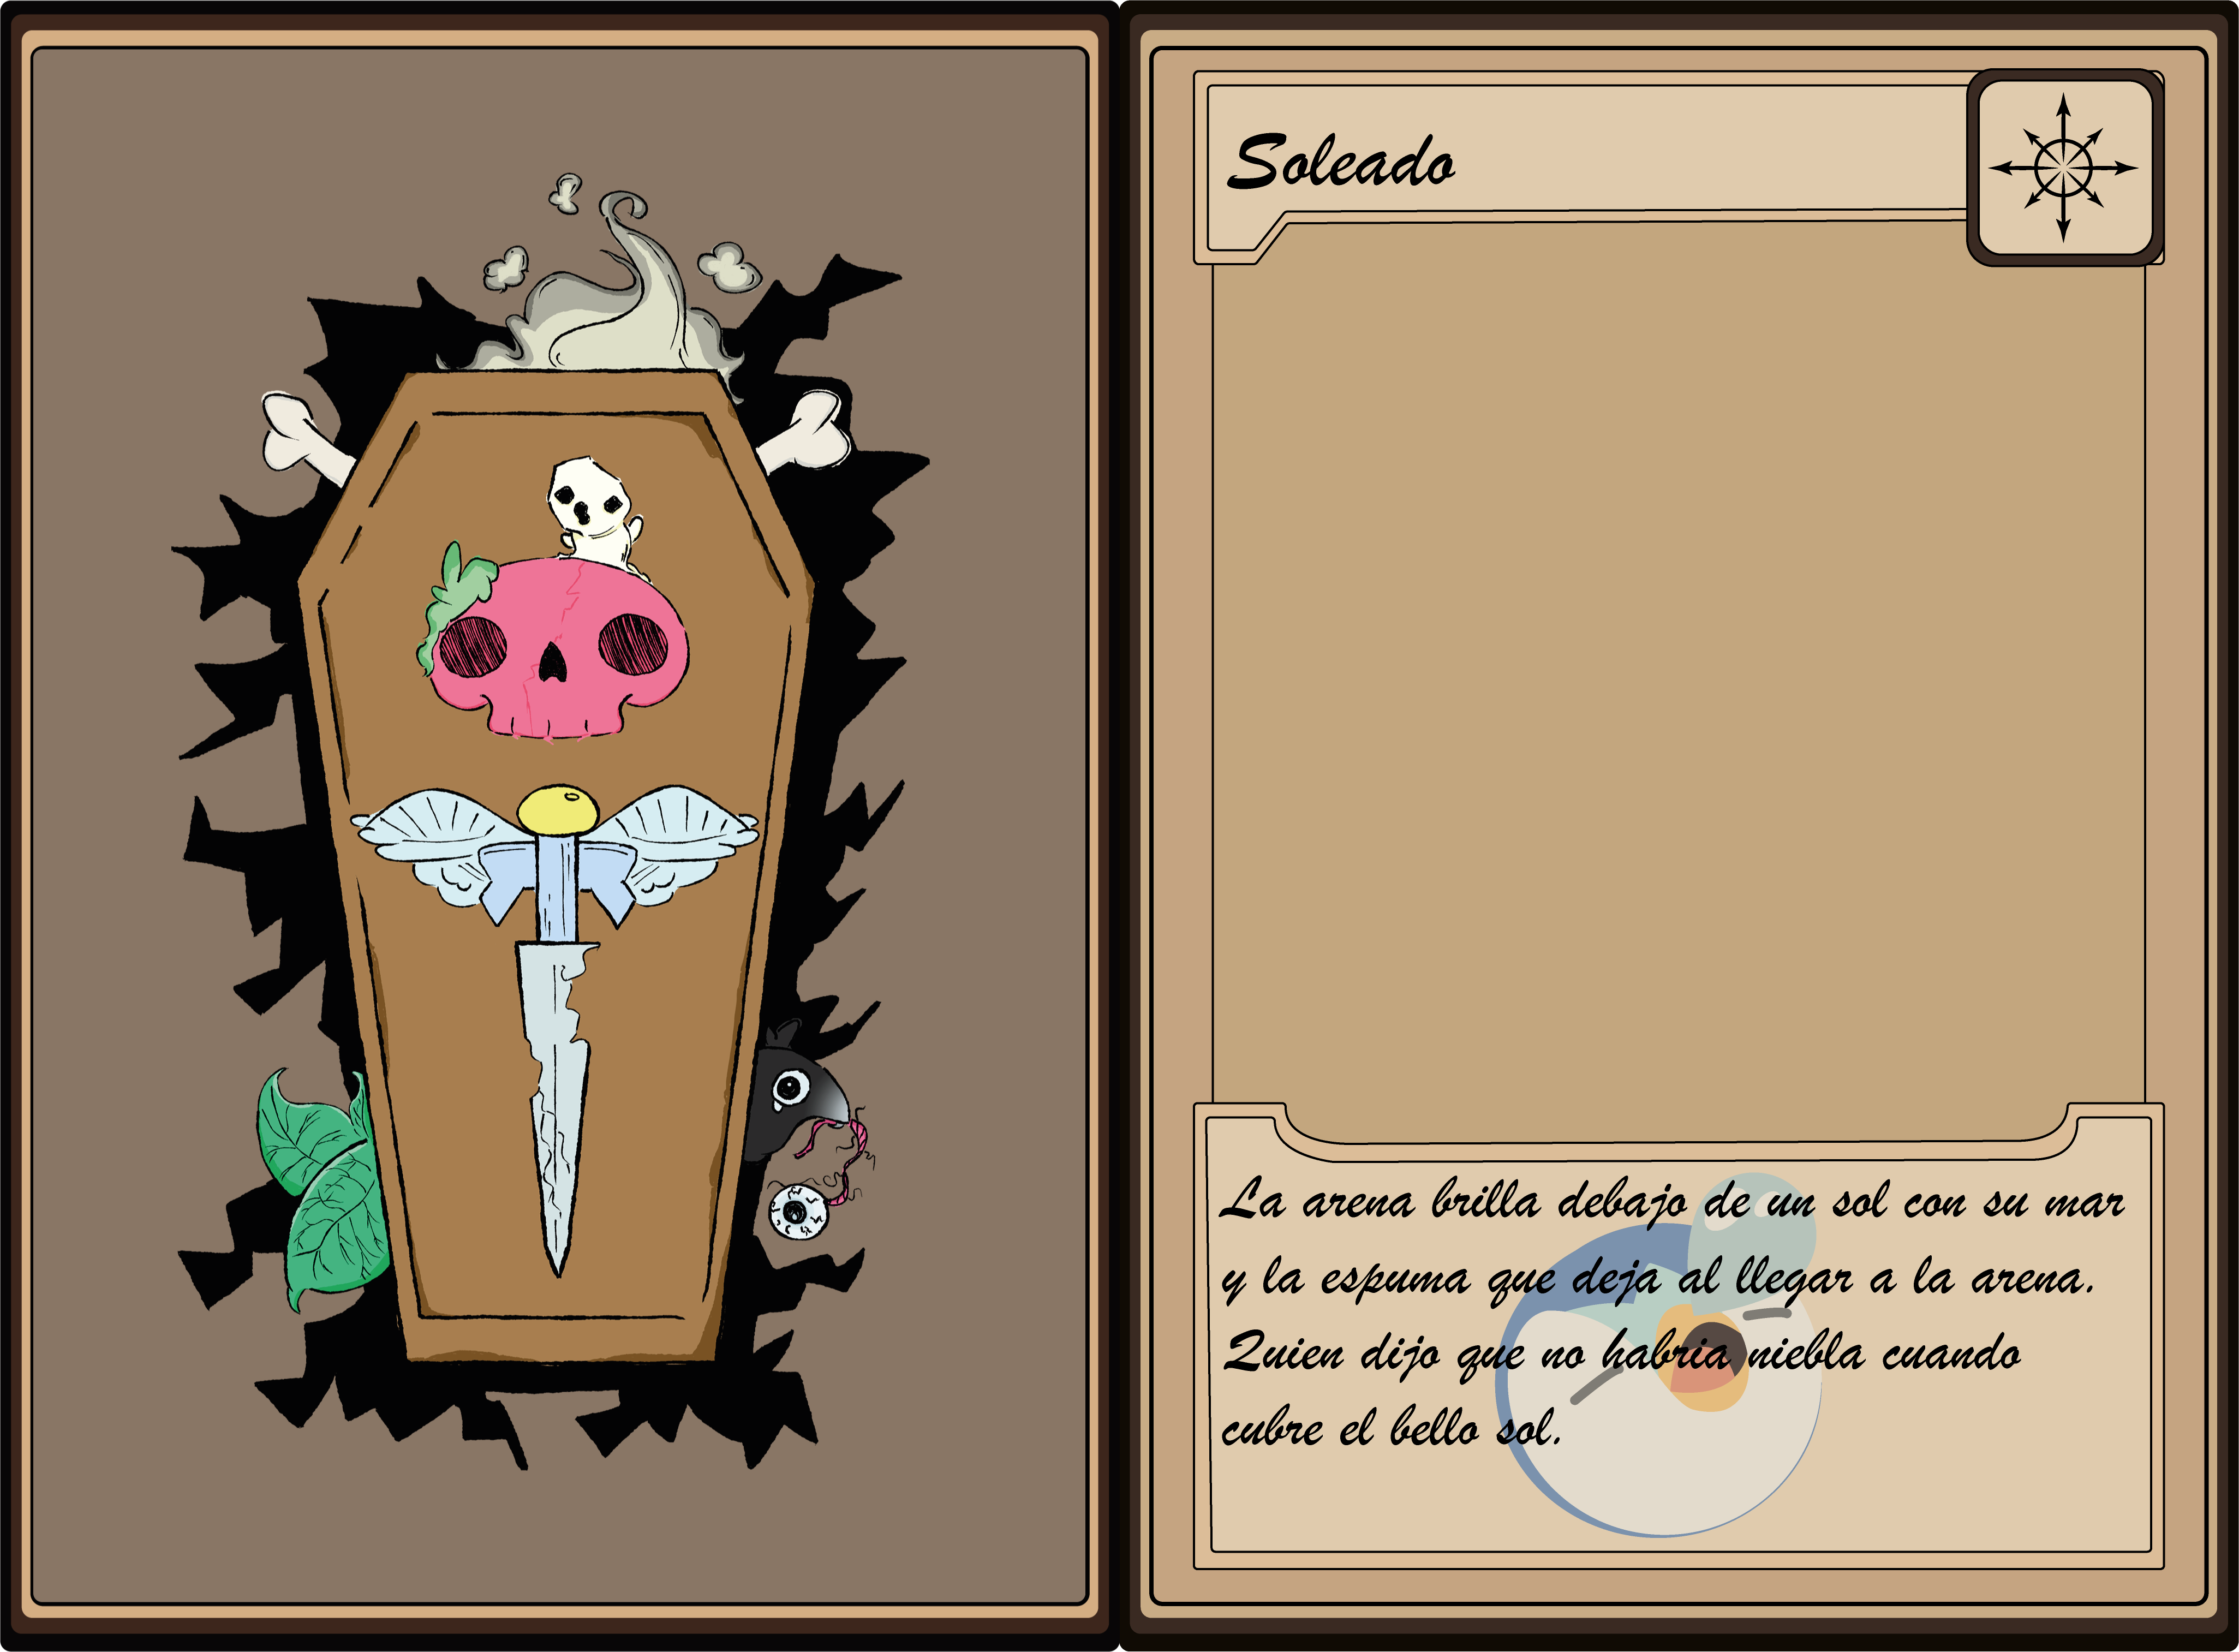 Soleado
La arena brilla debajo de un sol con su mar
y la espuma que deja al llegar a la arena.
Quien dijo que no habria niebla cuando
cubre el bello sol.